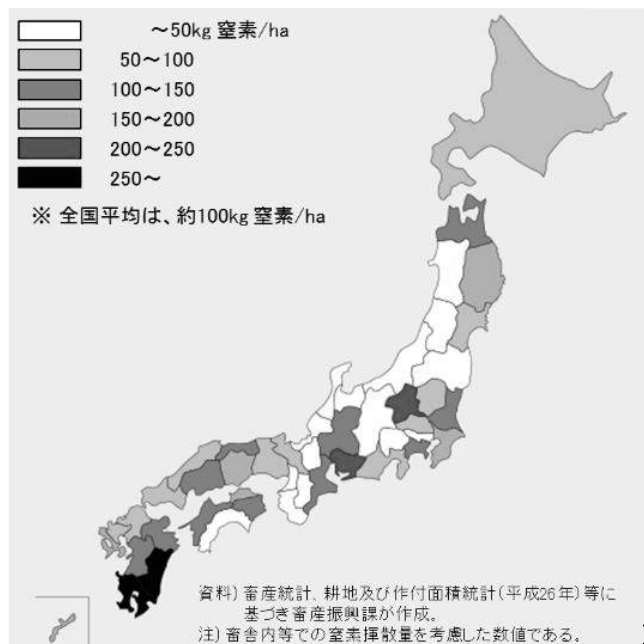 ～50kg 窒素/ha
50～100
100～150
150～200
200～250
250～
※ 全国平均は、約100kg 窒素/ha
資料）畜産統計、耕地及び作付面積統計（平成26年）等に
基づき畜産振興課が作成。
注）畜舎内等での窒素揮散量を考慮した数値である。